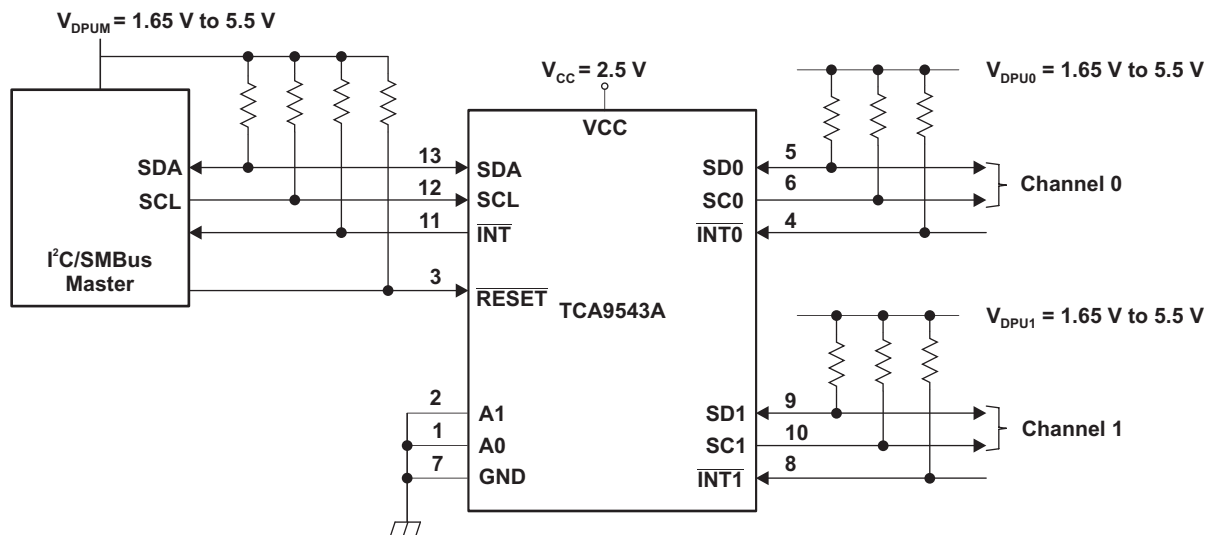 V_DPUM = 1.65 V to 5.5 V
V_CC = 2.5 V
V_DPU0 = 1.65 V to 5.5 V
VCC
SDA
13
SDA
SD0
5
SCL
12
SCL
SC0
6
Channel 0
11
INT
INT0
4
I²C/SMBus
Master
3
RESET
TCA9543A
V_DPU1 = 1.65 V to 5.5 V
2
A1
SD1
9
1
A0
SC1
10
Channel 1
7
GND
INT1
8